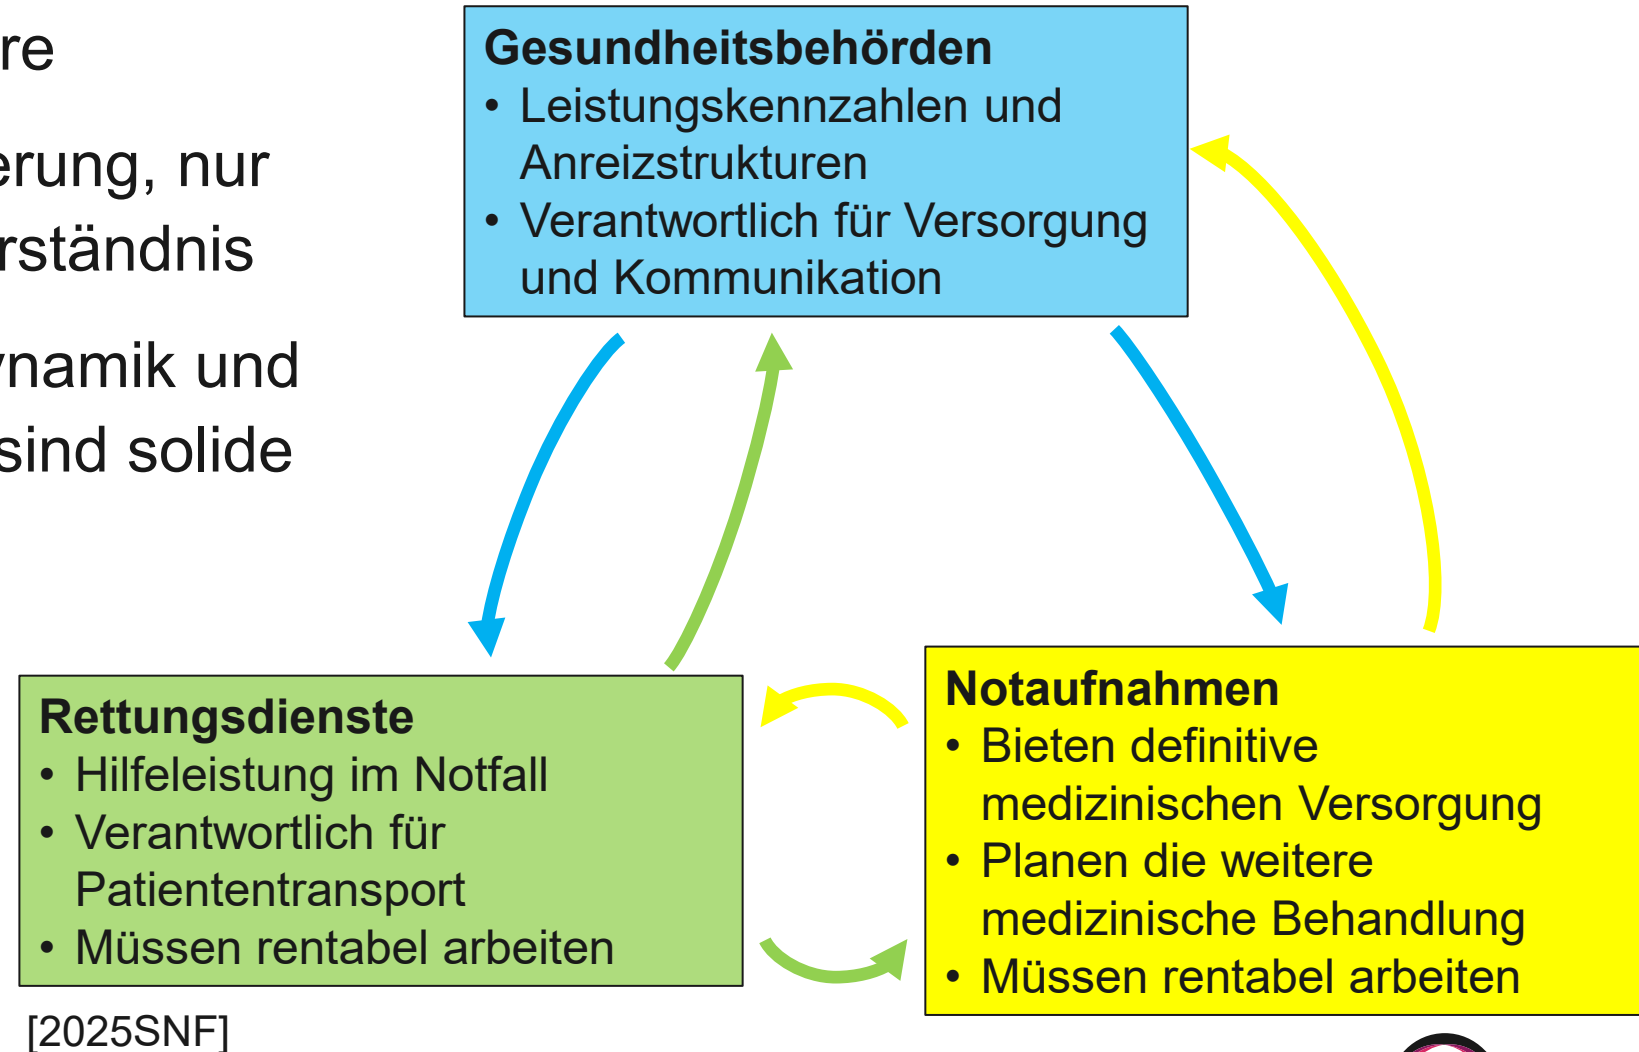 re
erung, nur
rständnis
ynamik und
sind solide
Gesundheitsbehörden
• Leistungskennzahlen und
Anreizstrukturen
• Verantwortlich für Versorgung
und Kommunikation
Rettungsdienste
• Hilfeleistung im Notfall
• Verantwortlich für
Patiententransport
• Müssen rentabel arbeiten
Notaufnahmen
• Bieten definitive
medizinischen Versorgung
• Planen die weitere
medizinische Behandlung
• Müssen rentabel arbeiten
[2025SNF]